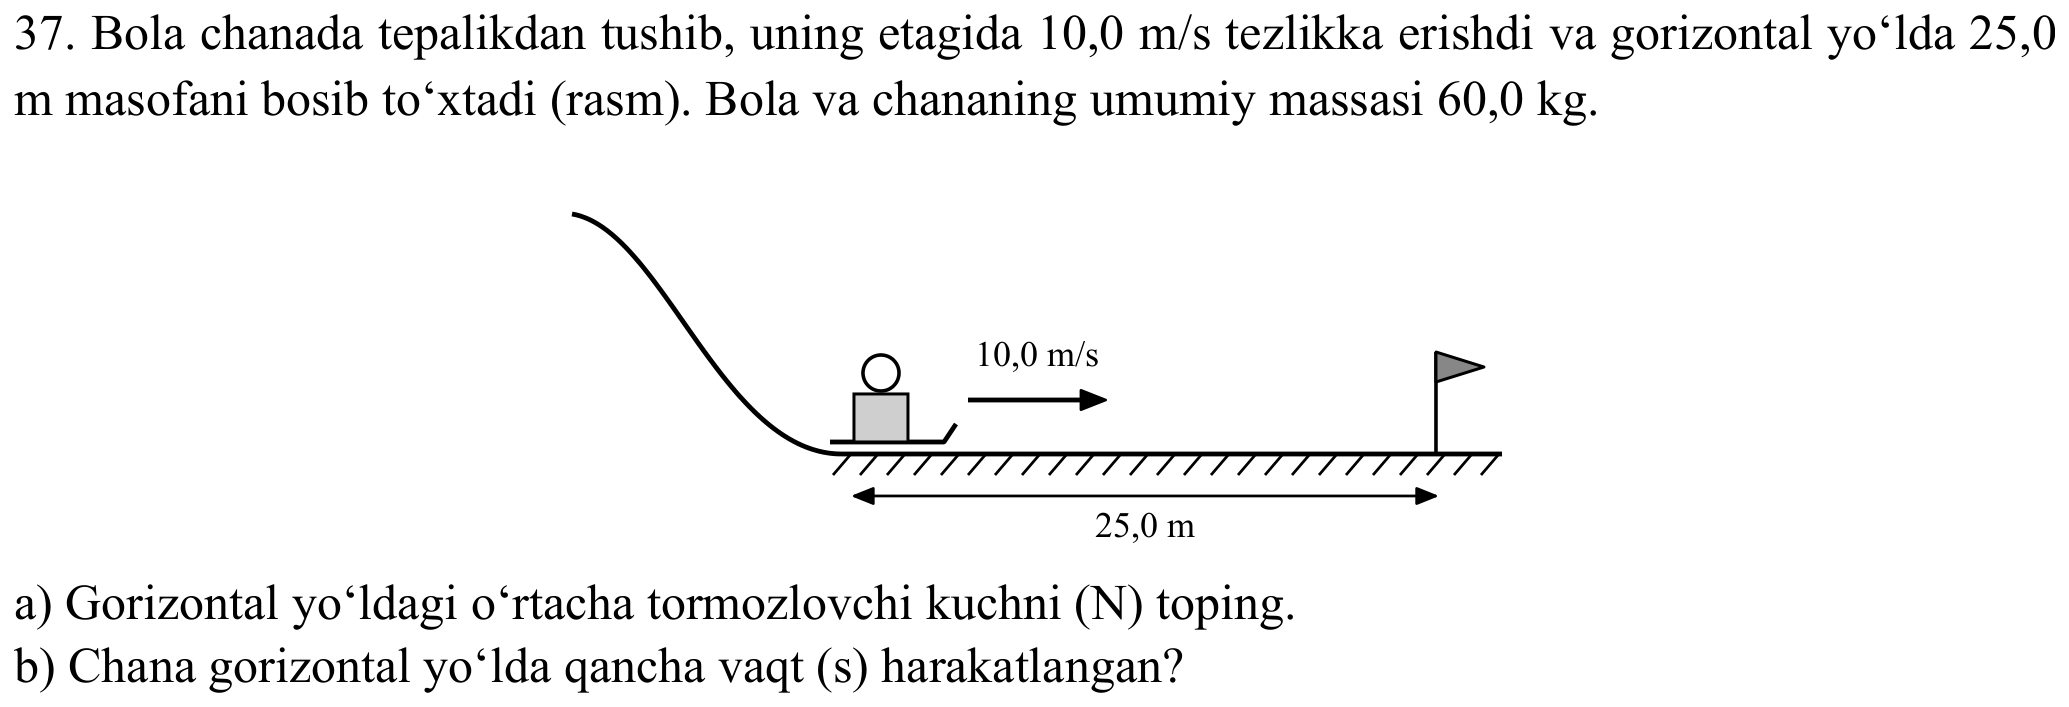 37. Bola chanada tepalikdan tushib, uning etagida 10,0 m/s tezlikka erishdi va gorizontal yo‘lda 25,0
m masofani bosib to‘xtadi (rasm). Bola va chananing umumiy massasi 60,0 kg.
10,0 m/s
25,0 m
a) Gorizontal yo‘ldagi o‘rtacha tormozlovchi kuchni (N) toping.
b) Chana gorizontal yo‘lda qancha vaqt (s) harakatlangan?